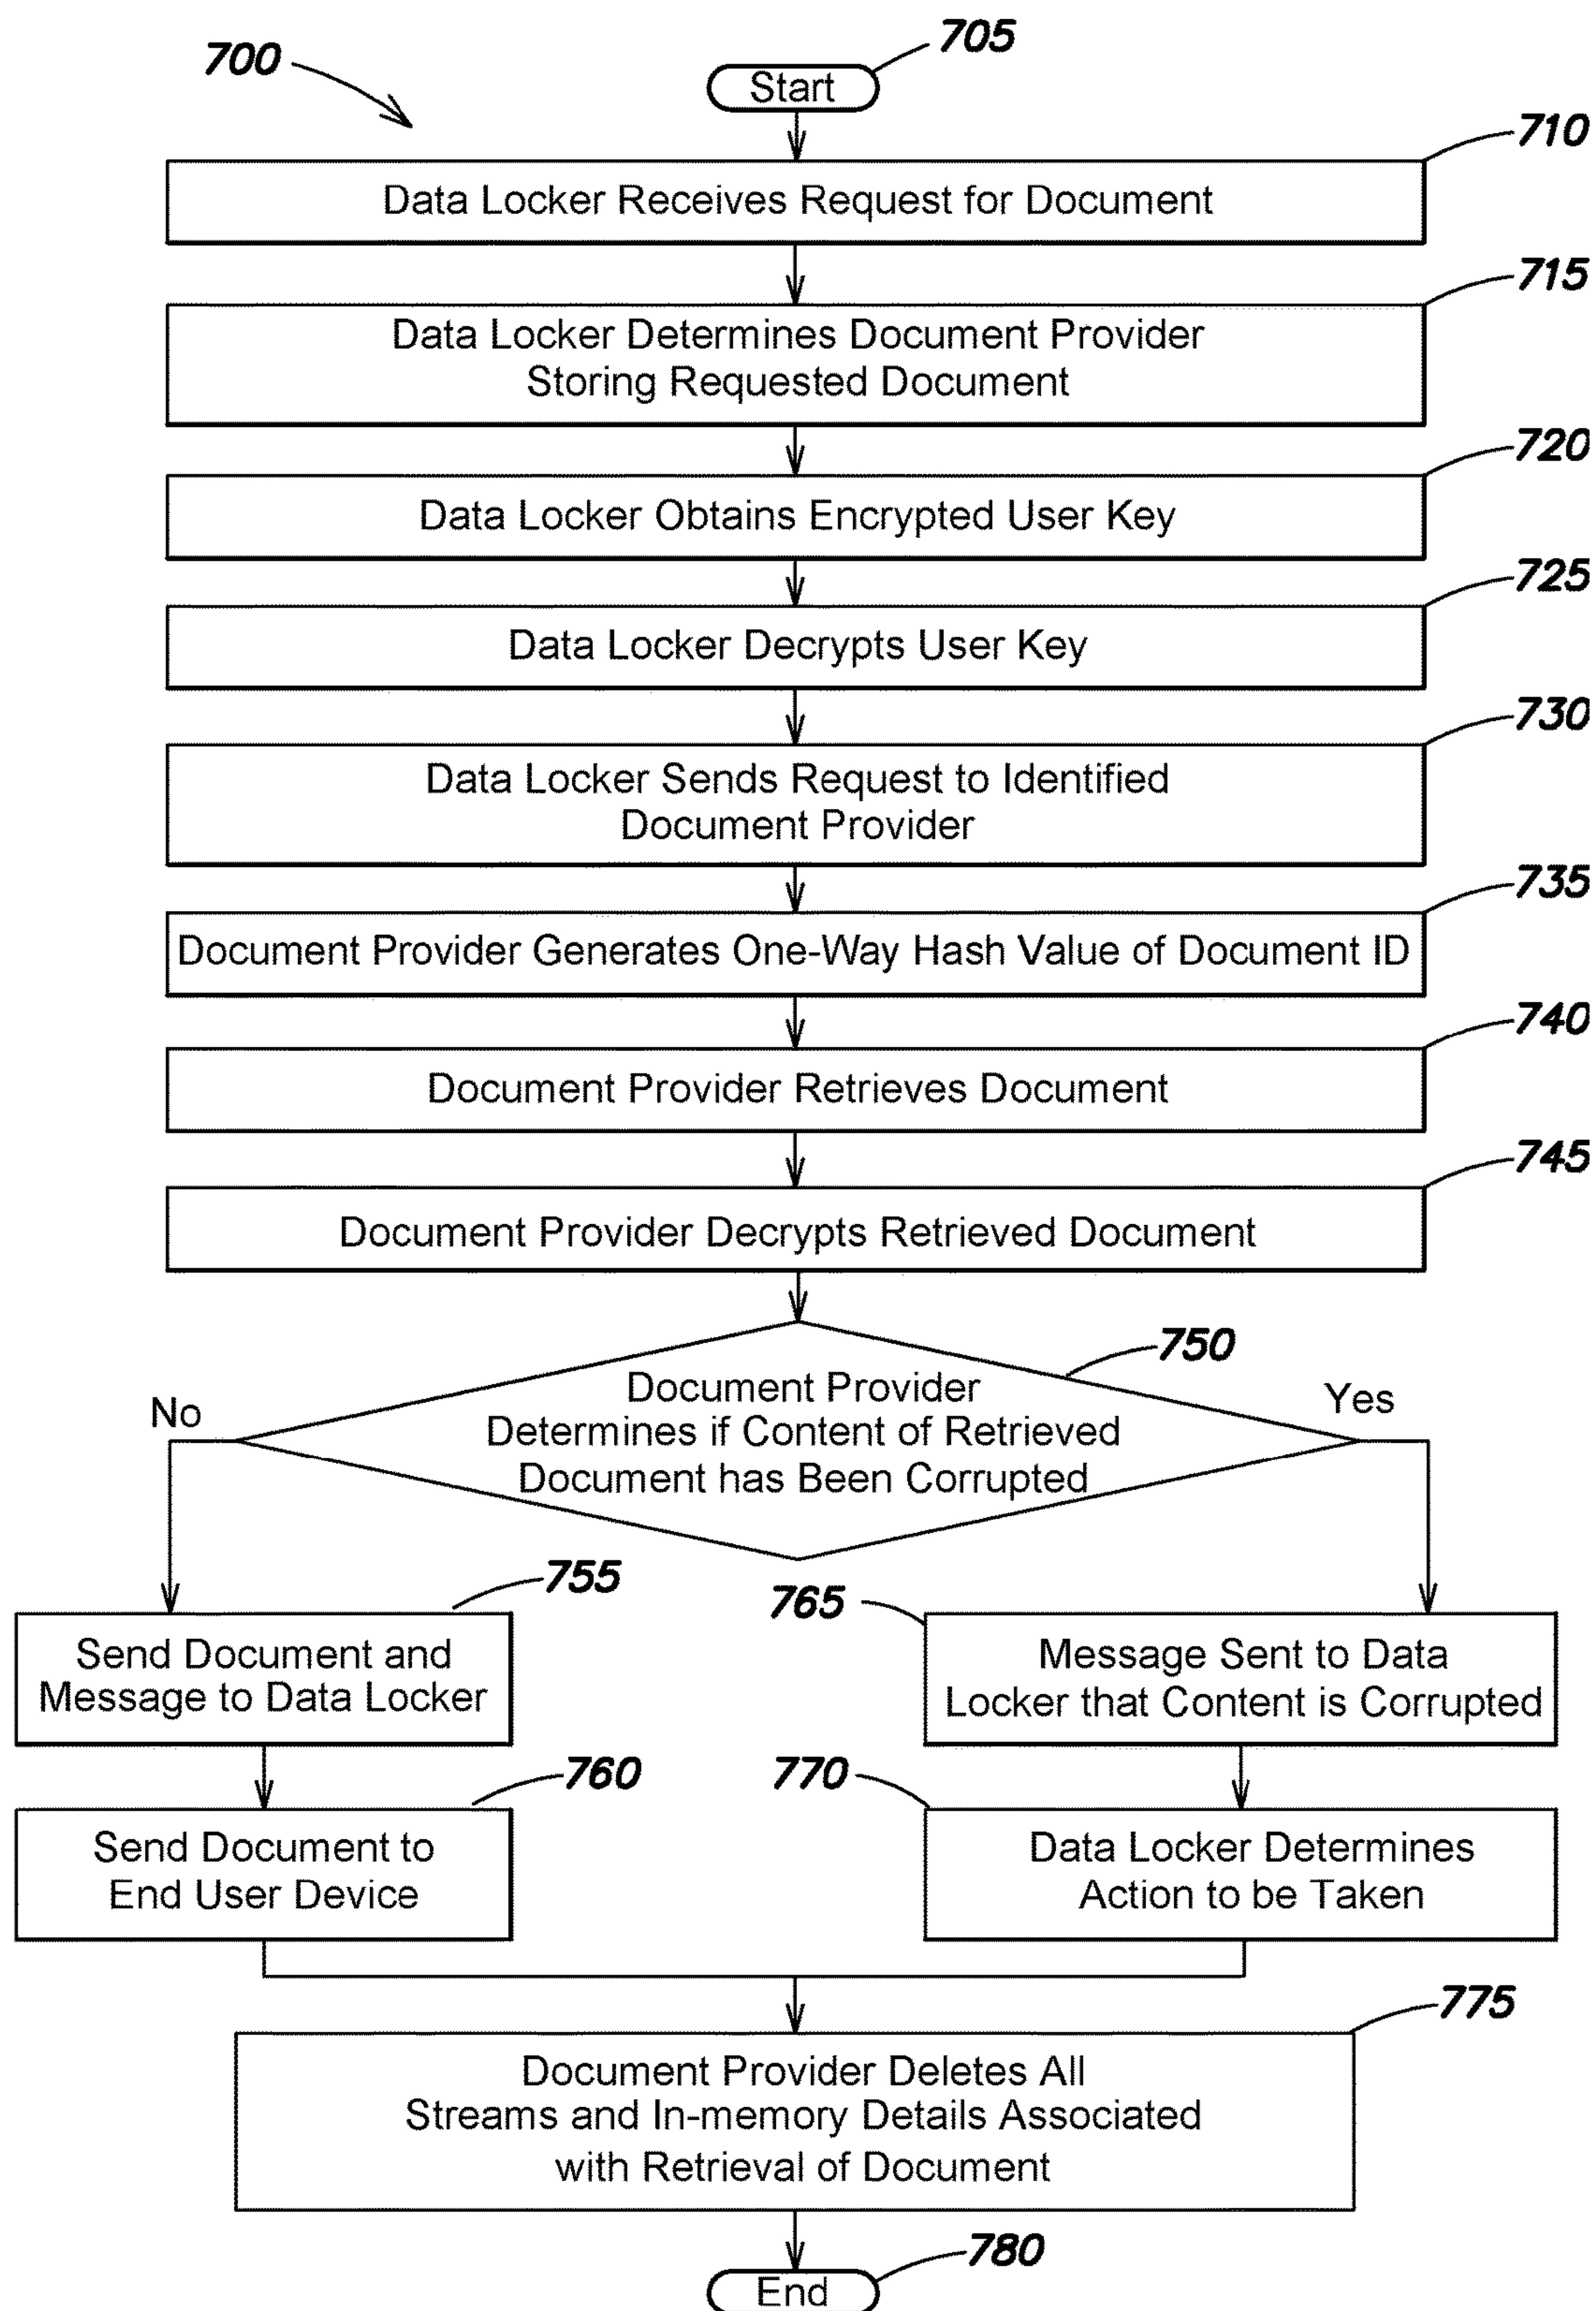 700
705
Start
710
Data Locker Receives Request for Document
715
Data Locker Determines Document Provider
Storing Requested Document
720
Data Locker Obtains Encrypted User Key
725
Data Locker Decrypts User Key
730
Data Locker Sends Request to Identified
Document Provider
735
Document Provider Generates One-Way Hash Value of Document ID
740
Document Provider Retrieves Document
745
Document Provider Decrypts Retrieved Document
750
Document Provider
Determines if Content of Retrieved
Document has Been Corrupted
No
Yes
755
Send Document and
Message to Data Locker
765
Message Sent to Data
Locker that Content is Corrupted
760
Send Document to
End User Device
770
Data Locker Determines
Action to be Taken
775
Document Provider Deletes All
Streams and In-memory Details Associated
with Retrieval of Document
780
End